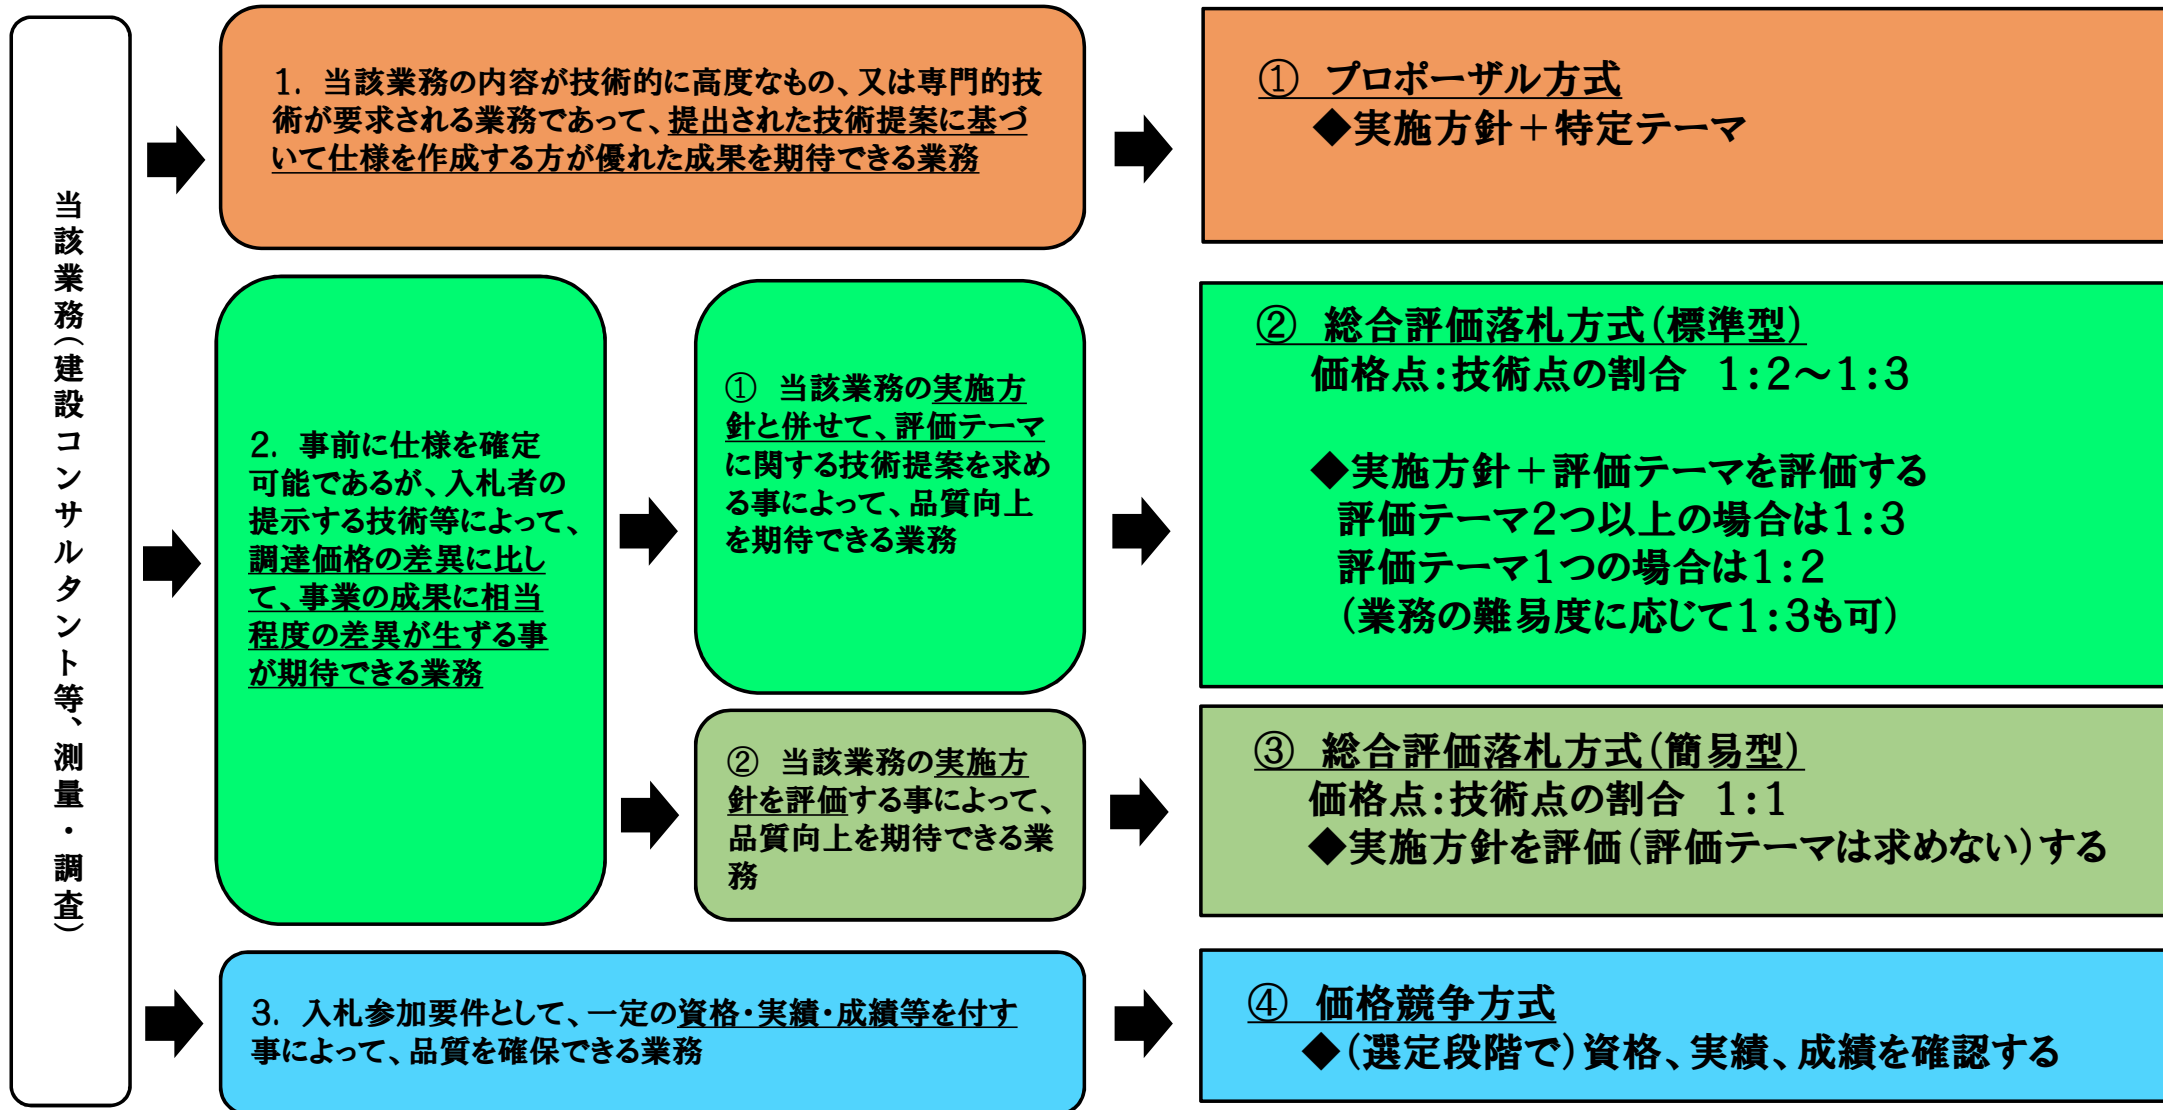 当該業務（建設コンサルタント等、測量・調査）
1. 当該業務の内容が技術的に高度なもの、又は専門的技
術が要求される業務であって、提出された技術提案に基づ
いて仕様を作成する方が優れた成果を期待できる業務
① プロポーザル方式
◆実施方針＋特定テーマ
2. 事前に仕様を確定
可能であるが、入札者の
提示する技術等によって、
調達価格の差異に比し
て、事業の成果に相当
程度の差異が生ずる事
が期待できる業務
① 当該業務の実施方
針と併せて、評価テーマ
に関する技術提案を求め
る事によって、品質向上
を期待できる業務
② 総合評価落札方式（標準型）
価格点：技術点の割合 1：2～1：3
◆実施方針＋評価テーマを評価する
評価テーマ2つ以上の場合は1：3
評価テーマ1つの場合は1：2
（業務の難易度に応じて1：3も可）
② 当該業務の実施方
針を評価する事によって、
品質向上を期待できる業
務
③ 総合評価落札方式（簡易型）
価格点：技術点の割合 1：1
◆実施方針を評価（評価テーマは求めない）する
3. 入札参加要件として、一定の資格・実績・成績等を付す
事によって、品質を確保できる業務
④ 価格競争方式
◆（選定段階で）資格、実績、成績を確認する